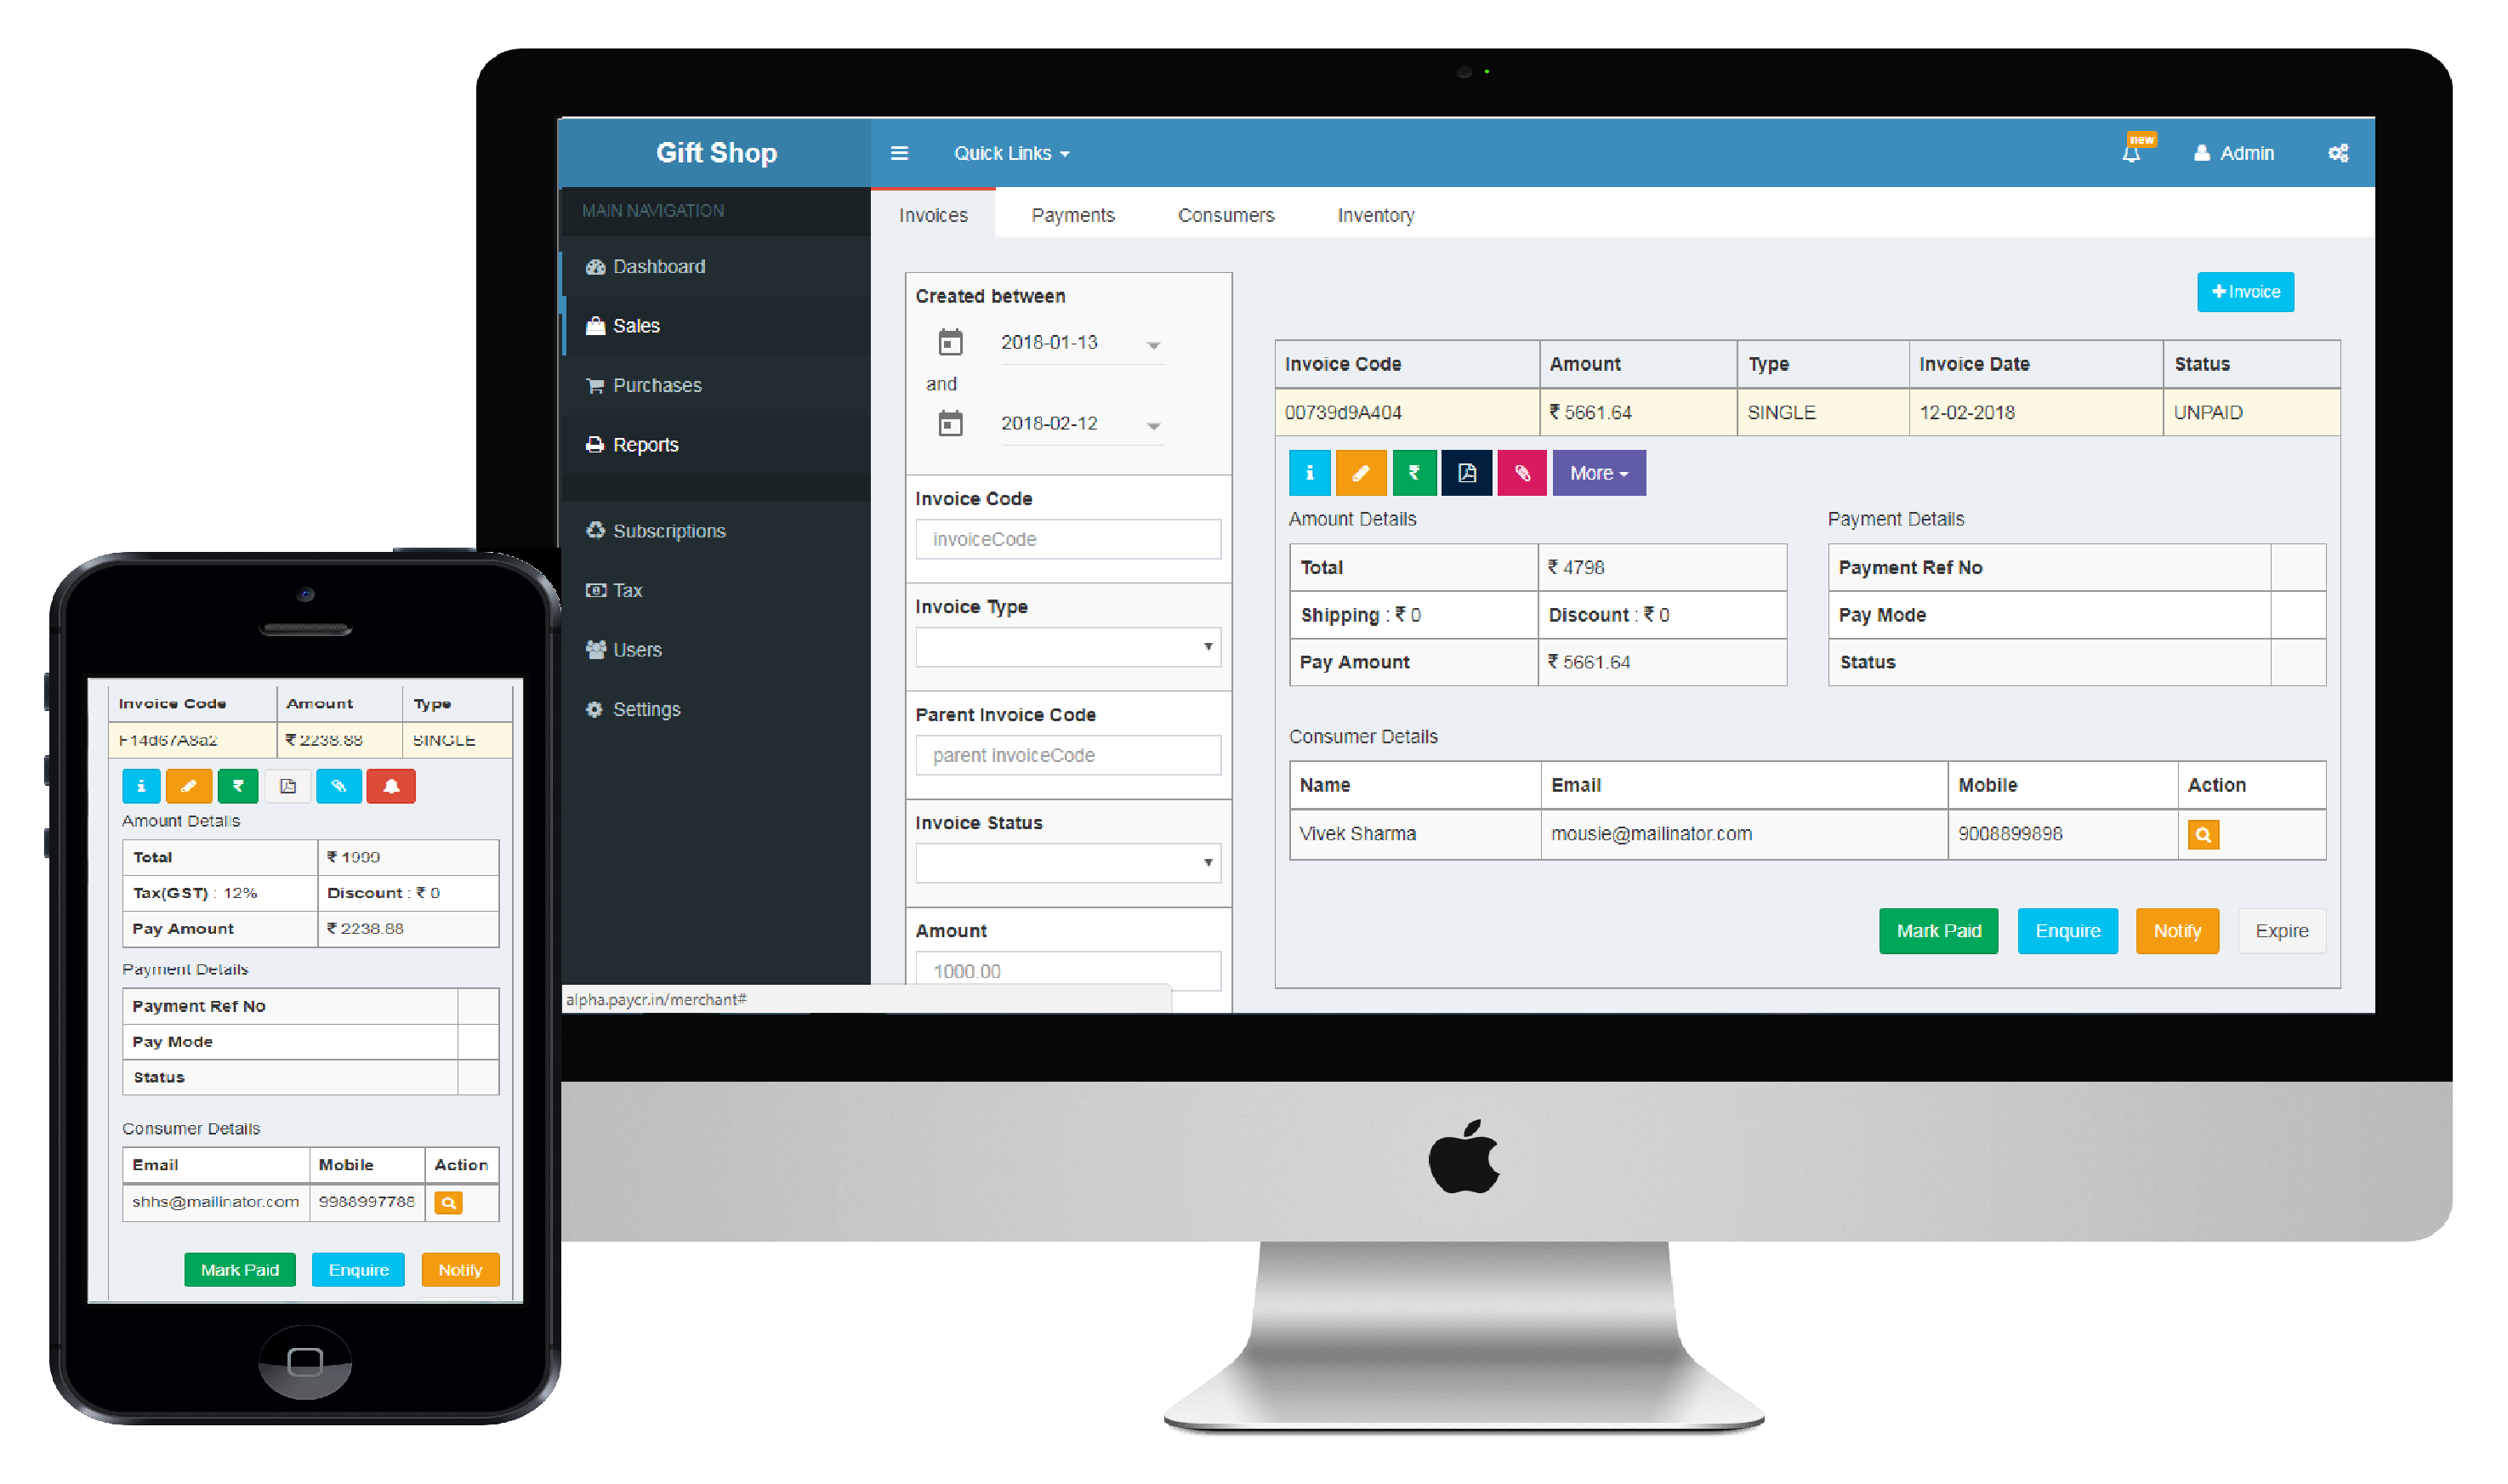 Gift Shop
Quick Links
new
Admin
MAIN NAVIGATION
Dashboard
Sales
Purchases
Reports
Subscriptions
Tax
Users
Settings
Invoices Payments Consumers Inventory
Created between
2018-01-13
and
2018-02-12
Invoice Code
invoiceCode
Invoice Type
Parent Invoice Code
parent invoiceCode
Invoice Status
Amount
1000.00
alpha.paycr.in/merchant#
+Invoice
Invoice Code Amount Type Invoice Date Status
00739d9A404 ₹ 5661.64 SINGLE 12-02-2018 UNPAID
i ₹ More
Amount Details
Total ₹ 4798
Shipping : ₹ 0 Discount : ₹ 0
Pay Amount ₹ 5661.64
Payment Details
Payment Ref No
Pay Mode
Status
Consumer Details
Name Email Mobile Action
Vivek Sharma mousie@mailinator.com 9008899898
Mark Paid Enquire Notify Expire
Invoice Code Amount Type
F14d67A8a2 ₹ 2238.88 SINGLE
i ₹
Amount Details
Total ₹ 1999
Tax(GST) : 12% Discount : ₹ 0
Pay Amount ₹ 2238.88
Payment Details
Payment Ref No
Pay Mode
Status
Consumer Details
Email Mobile Action
shhs@mailinator.com 9988997788
Mark Paid Enquire Notify